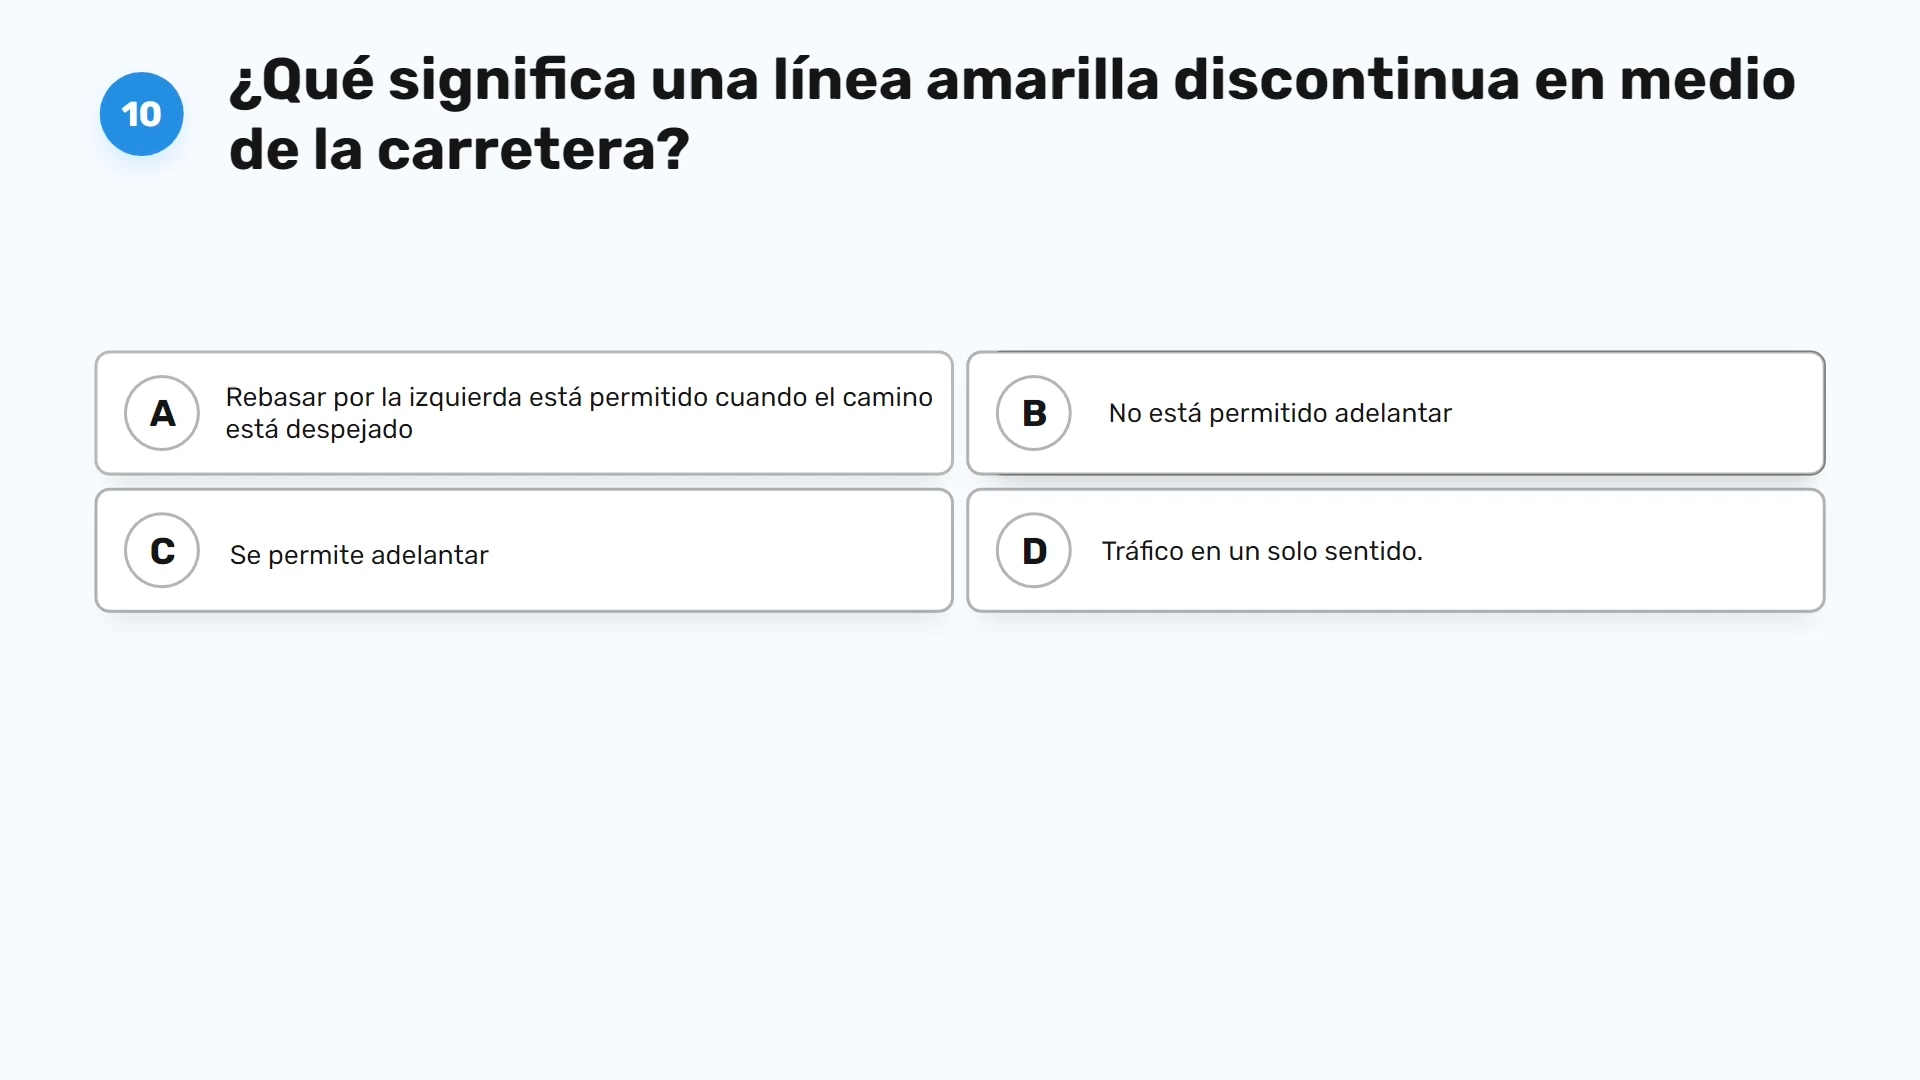 10
¿Qué significa una línea amarilla discontinua en medio
de la carretera?
A
Rebasar por la izquierda está permitido cuando el camino
está despejado
B
No está permitido adelantar
C
Se permite adelantar
D
Tráfico en un solo sentido.